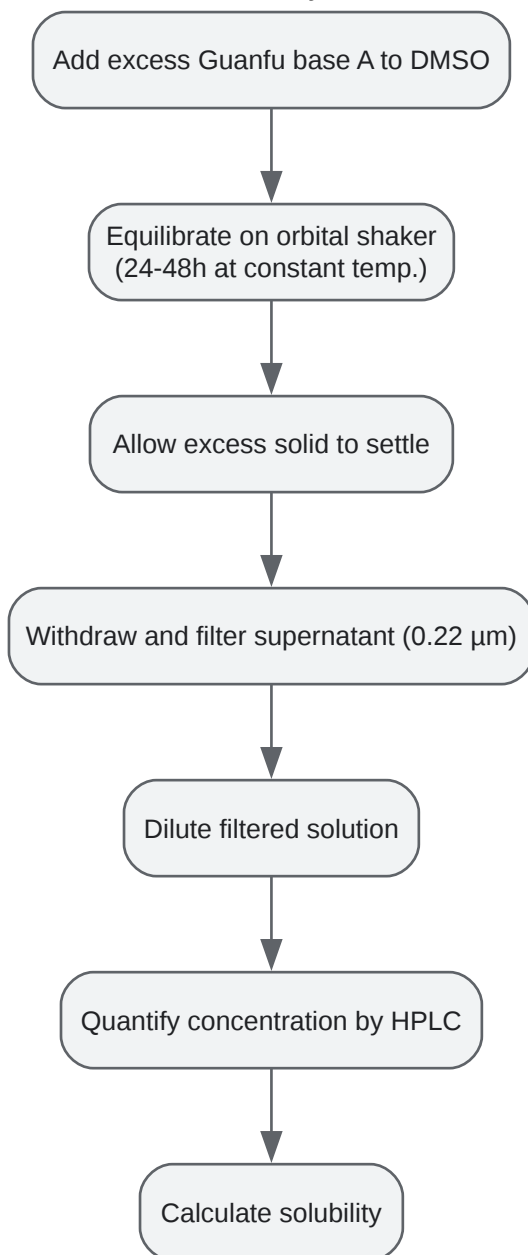 Add excess Guanfu base A to DMSO
Equilibrate on orbital shaker
(24-48h at constant temp.)
Allow excess solid to settle
Withdraw and filter supernatant (0.22 µm)
Dilute filtered solution
Quantify concentration by HPLC
Calculate solubility